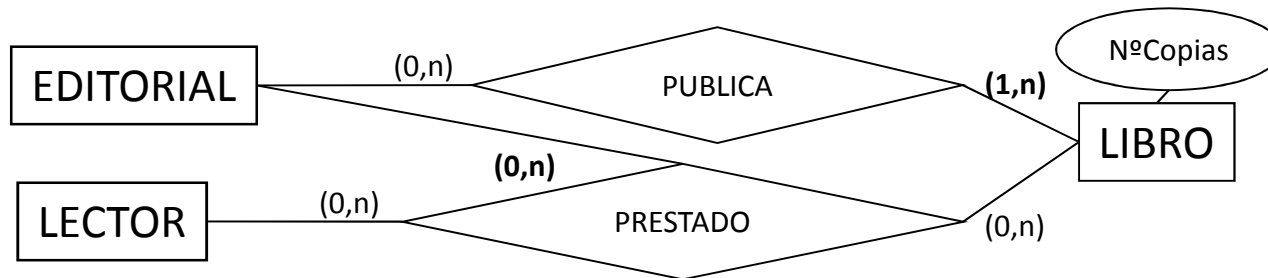 NºCopias
EDITORIAL
(0,n)
PUBLICA
(1,n)
LIBRO
(0,n)
LECTOR
(0,n)
PRESTADO
(0,n)